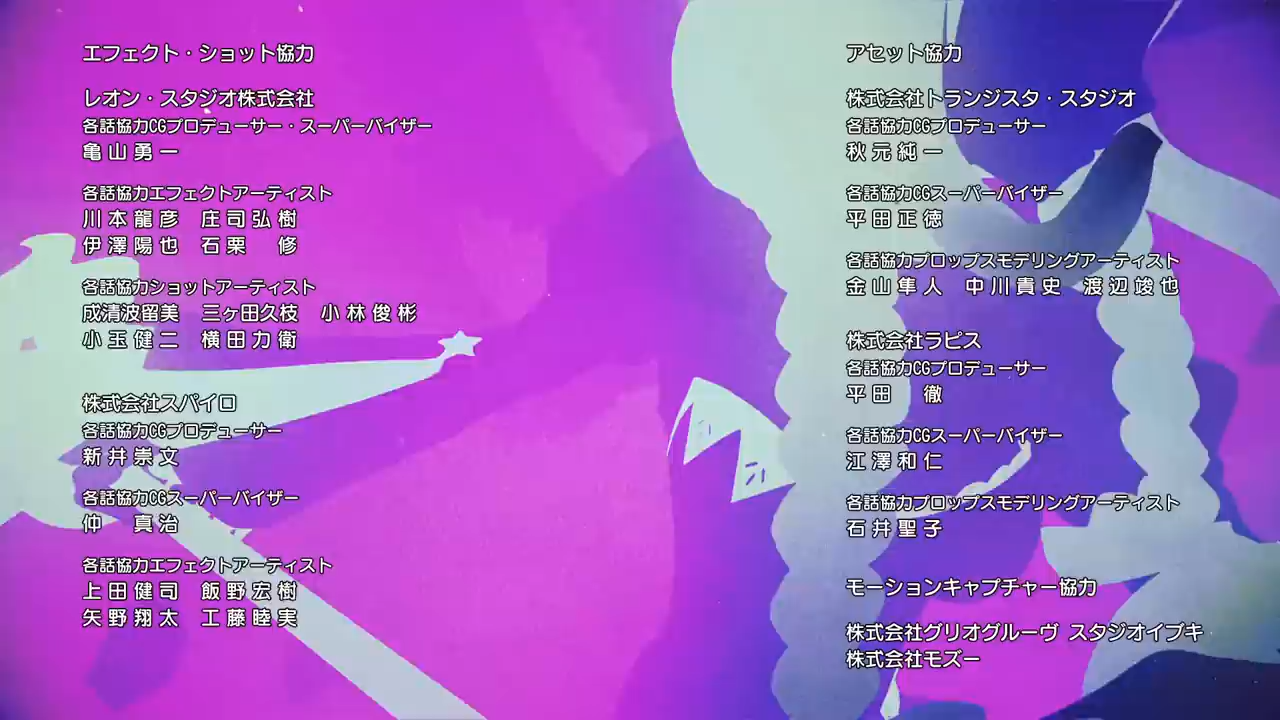 エフェクト・ショット協力
レオン・スタジオ株式会社
各話協力CGプロデューサー・スーパーバイザー
亀山勇一
各話協力エフェクトアーティスト
川本龍彦　庄司弘樹
伊澤陽也　石栗　修
各話協力ショットアーティスト
成清波留美　三ヶ田久枝　小林俊彬
小玉健二　横田力衛
株式会社スパイロ
各話協力CGプロデューサー
新井崇文
各話協力CGスーパーバイザー
仲　真治
各話協力エフェクトアーティスト
上田健司　飯野宏樹
矢野翔太　工藤睦実
アセット協力
株式会社トランジスタ・スタジオ
各話協力CGプロデューサー
秋元純一
各話協力CGスーパーバイザー
平田正徳
各話協力プロップスモデリングアーティスト
金山隼人　中川貴史　渡辺竣也
株式会社ラピス
各話協力CGプロデューサー
平田　徹
各話協力CGスーパーバイザー
江澤和仁
各話協力プロップスモデリングアーティスト
石井聖子
モーションキャプチャー協力
株式会社グリオグルーヴ スタジオイブキ
株式会社モズー